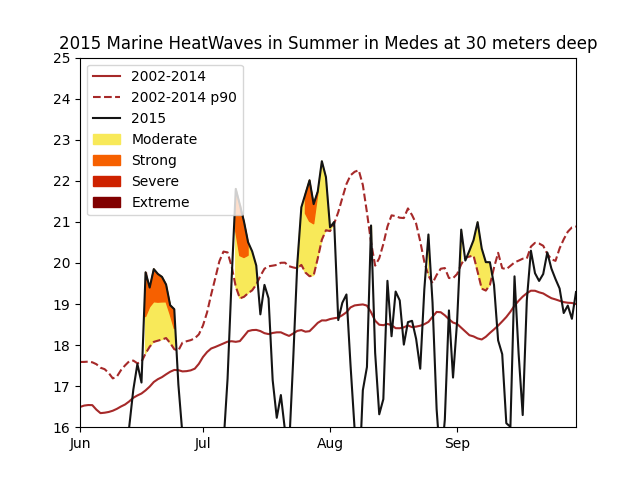 2015 Marine HeatWaves in Summer in Medes at 30 meters deep
25
24
23
22
21
20
19
18
17
16
2002-2014
2002-2014 p90
2015
Moderate
Strong
Severe
Extreme
Jun
Jul
Aug
Sep